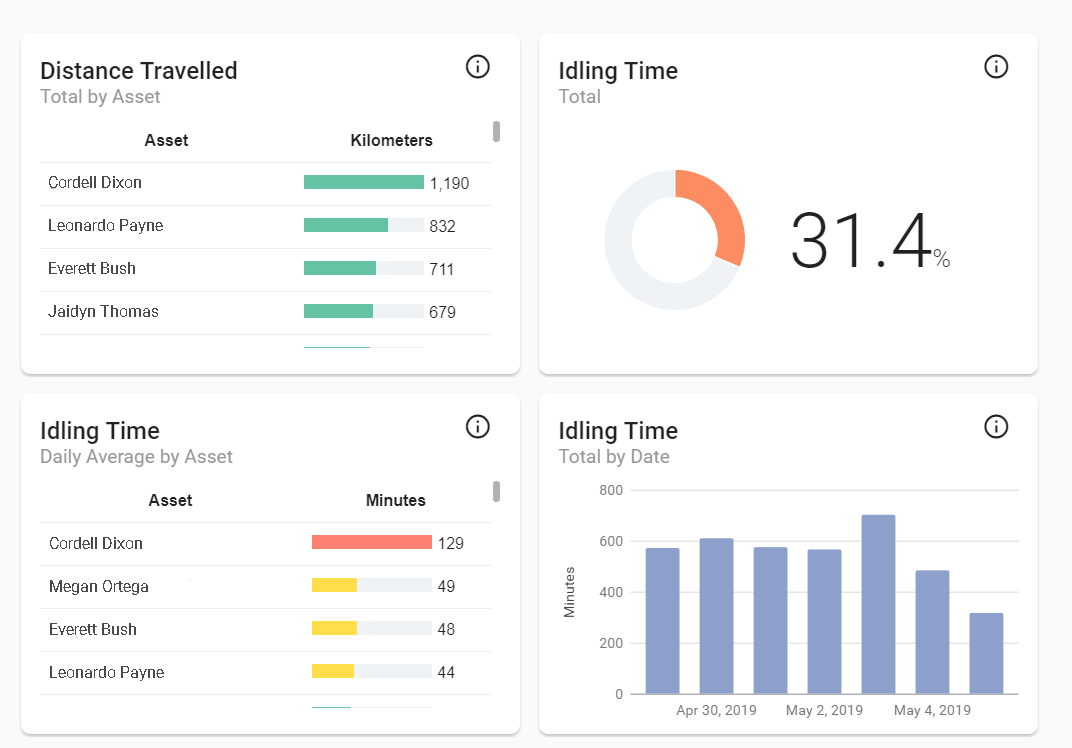 Distance Travelled
Total by Asset
Asset Kilometers
Cordell Dixon 1,190
Leonardo Payne 832
Everett Bush 711
Jaidyn Thomas 679
Idling Time
Total
31.4%
Idling Time
Daily Average by Asset
Asset Minutes
Cordell Dixon 129
Megan Ortega 49
Everett Bush 48
Leonardo Payne 44
Idling Time
Total by Date
Minutes
800
600
400
200
0
Apr 30, 2019 May 2, 2019 May 4, 2019